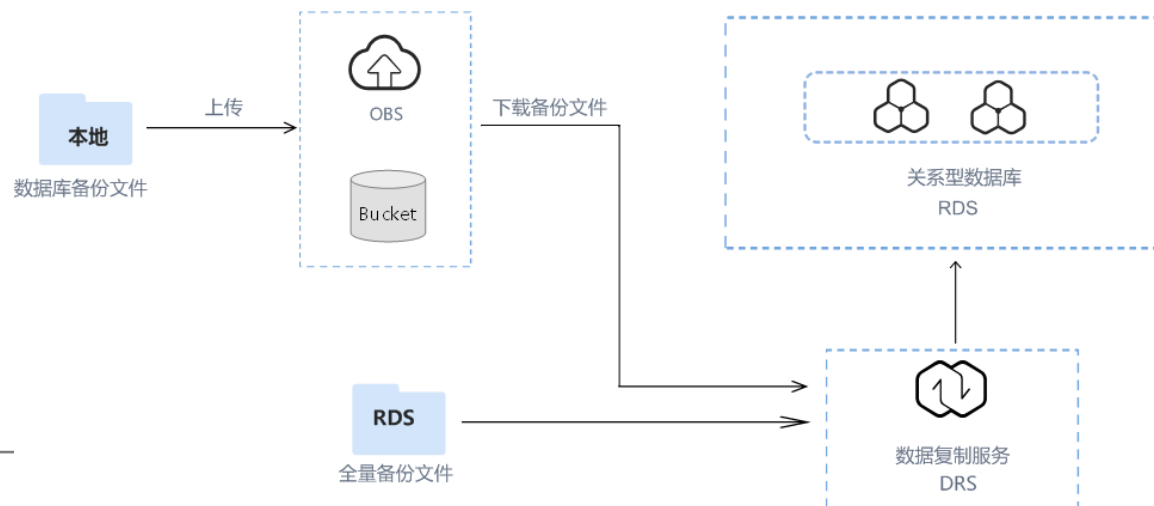 本地
数据库备份文件
上传
OBS
Bucket
下载备份文件
关系型数据库
RDS
RDS
全量备份文件
数据复制服务
DRS